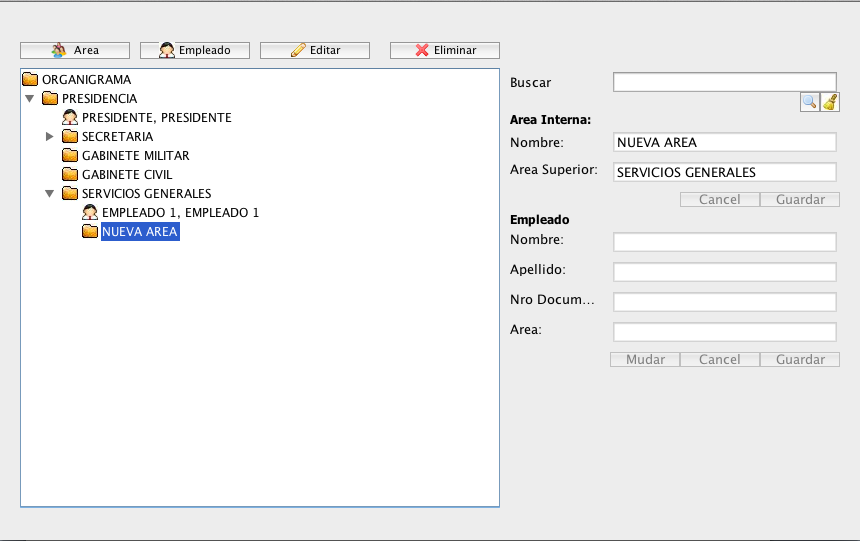 Area
Empleado
Editar
Eliminar
ORGANIGRAMA
PRESIDENCIA
PRESIDENTE, PRESIDENTE
SECRETARIA
GABINETE MILITAR
GABINETE CIVIL
SERVICIOS GENERALES
EMPLEADO 1, EMPLEADO 1
NUEVA AREA
Buscar
Area Interna:
Nombre: NUEVA AREA
Area Superior: SERVICIOS GENERALES
Cancel Guardar
Empleado
Nombre:
Apellido:
Nro Docum...
Area:
Mudar Cancel Guardar